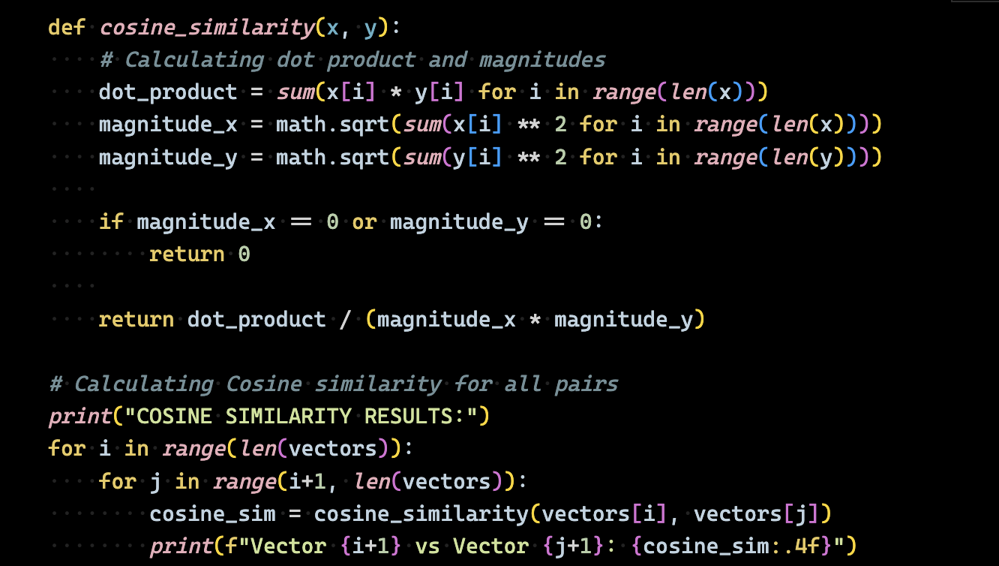 def cosine_similarity(x, y):
    # Calculating dot product and magnitudes
    dot_product = sum(x[i] * y[i] for i in range(len(x)))
    magnitude_x = math.sqrt(sum(x[i] ** 2 for i in range(len(x))))
    magnitude_y = math.sqrt(sum(y[i] ** 2 for i in range(len(y))))
    if magnitude_x == 0 or magnitude_y == 0:
        return 0
    return dot_product / (magnitude_x * magnitude_y)
# Calculating Cosine similarity for all pairs
print("COSINE SIMILARITY RESULTS:")
for i in range(len(vectors)):
    for j in range(i+1, len(vectors)):
        cosine_sim = cosine_similarity(vectors[i], vectors[j])
        print(f"Vector {i+1} vs Vector {j+1}: {cosine_sim:.4f}")